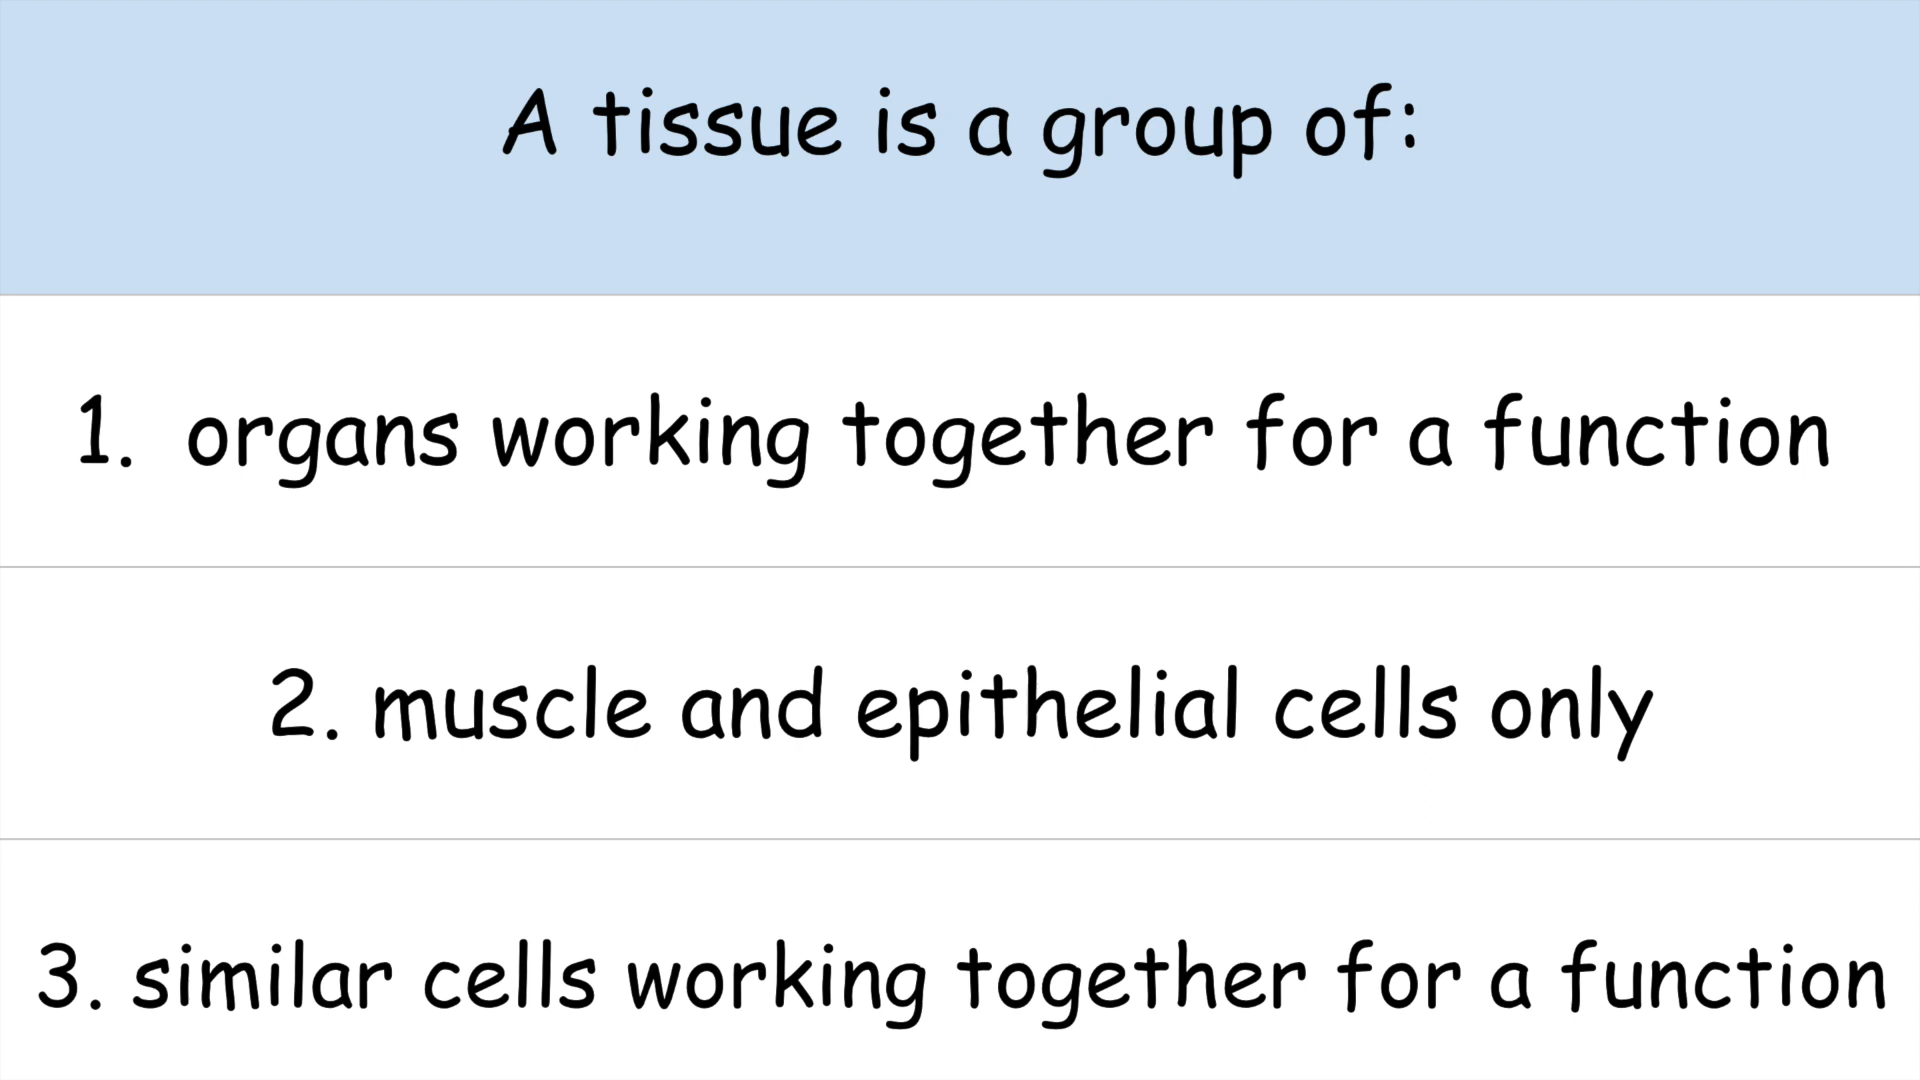 A tissue is a group of:
1. organs working together for a function
2. muscle and epithelial cells only
3. similar cells working together for a function